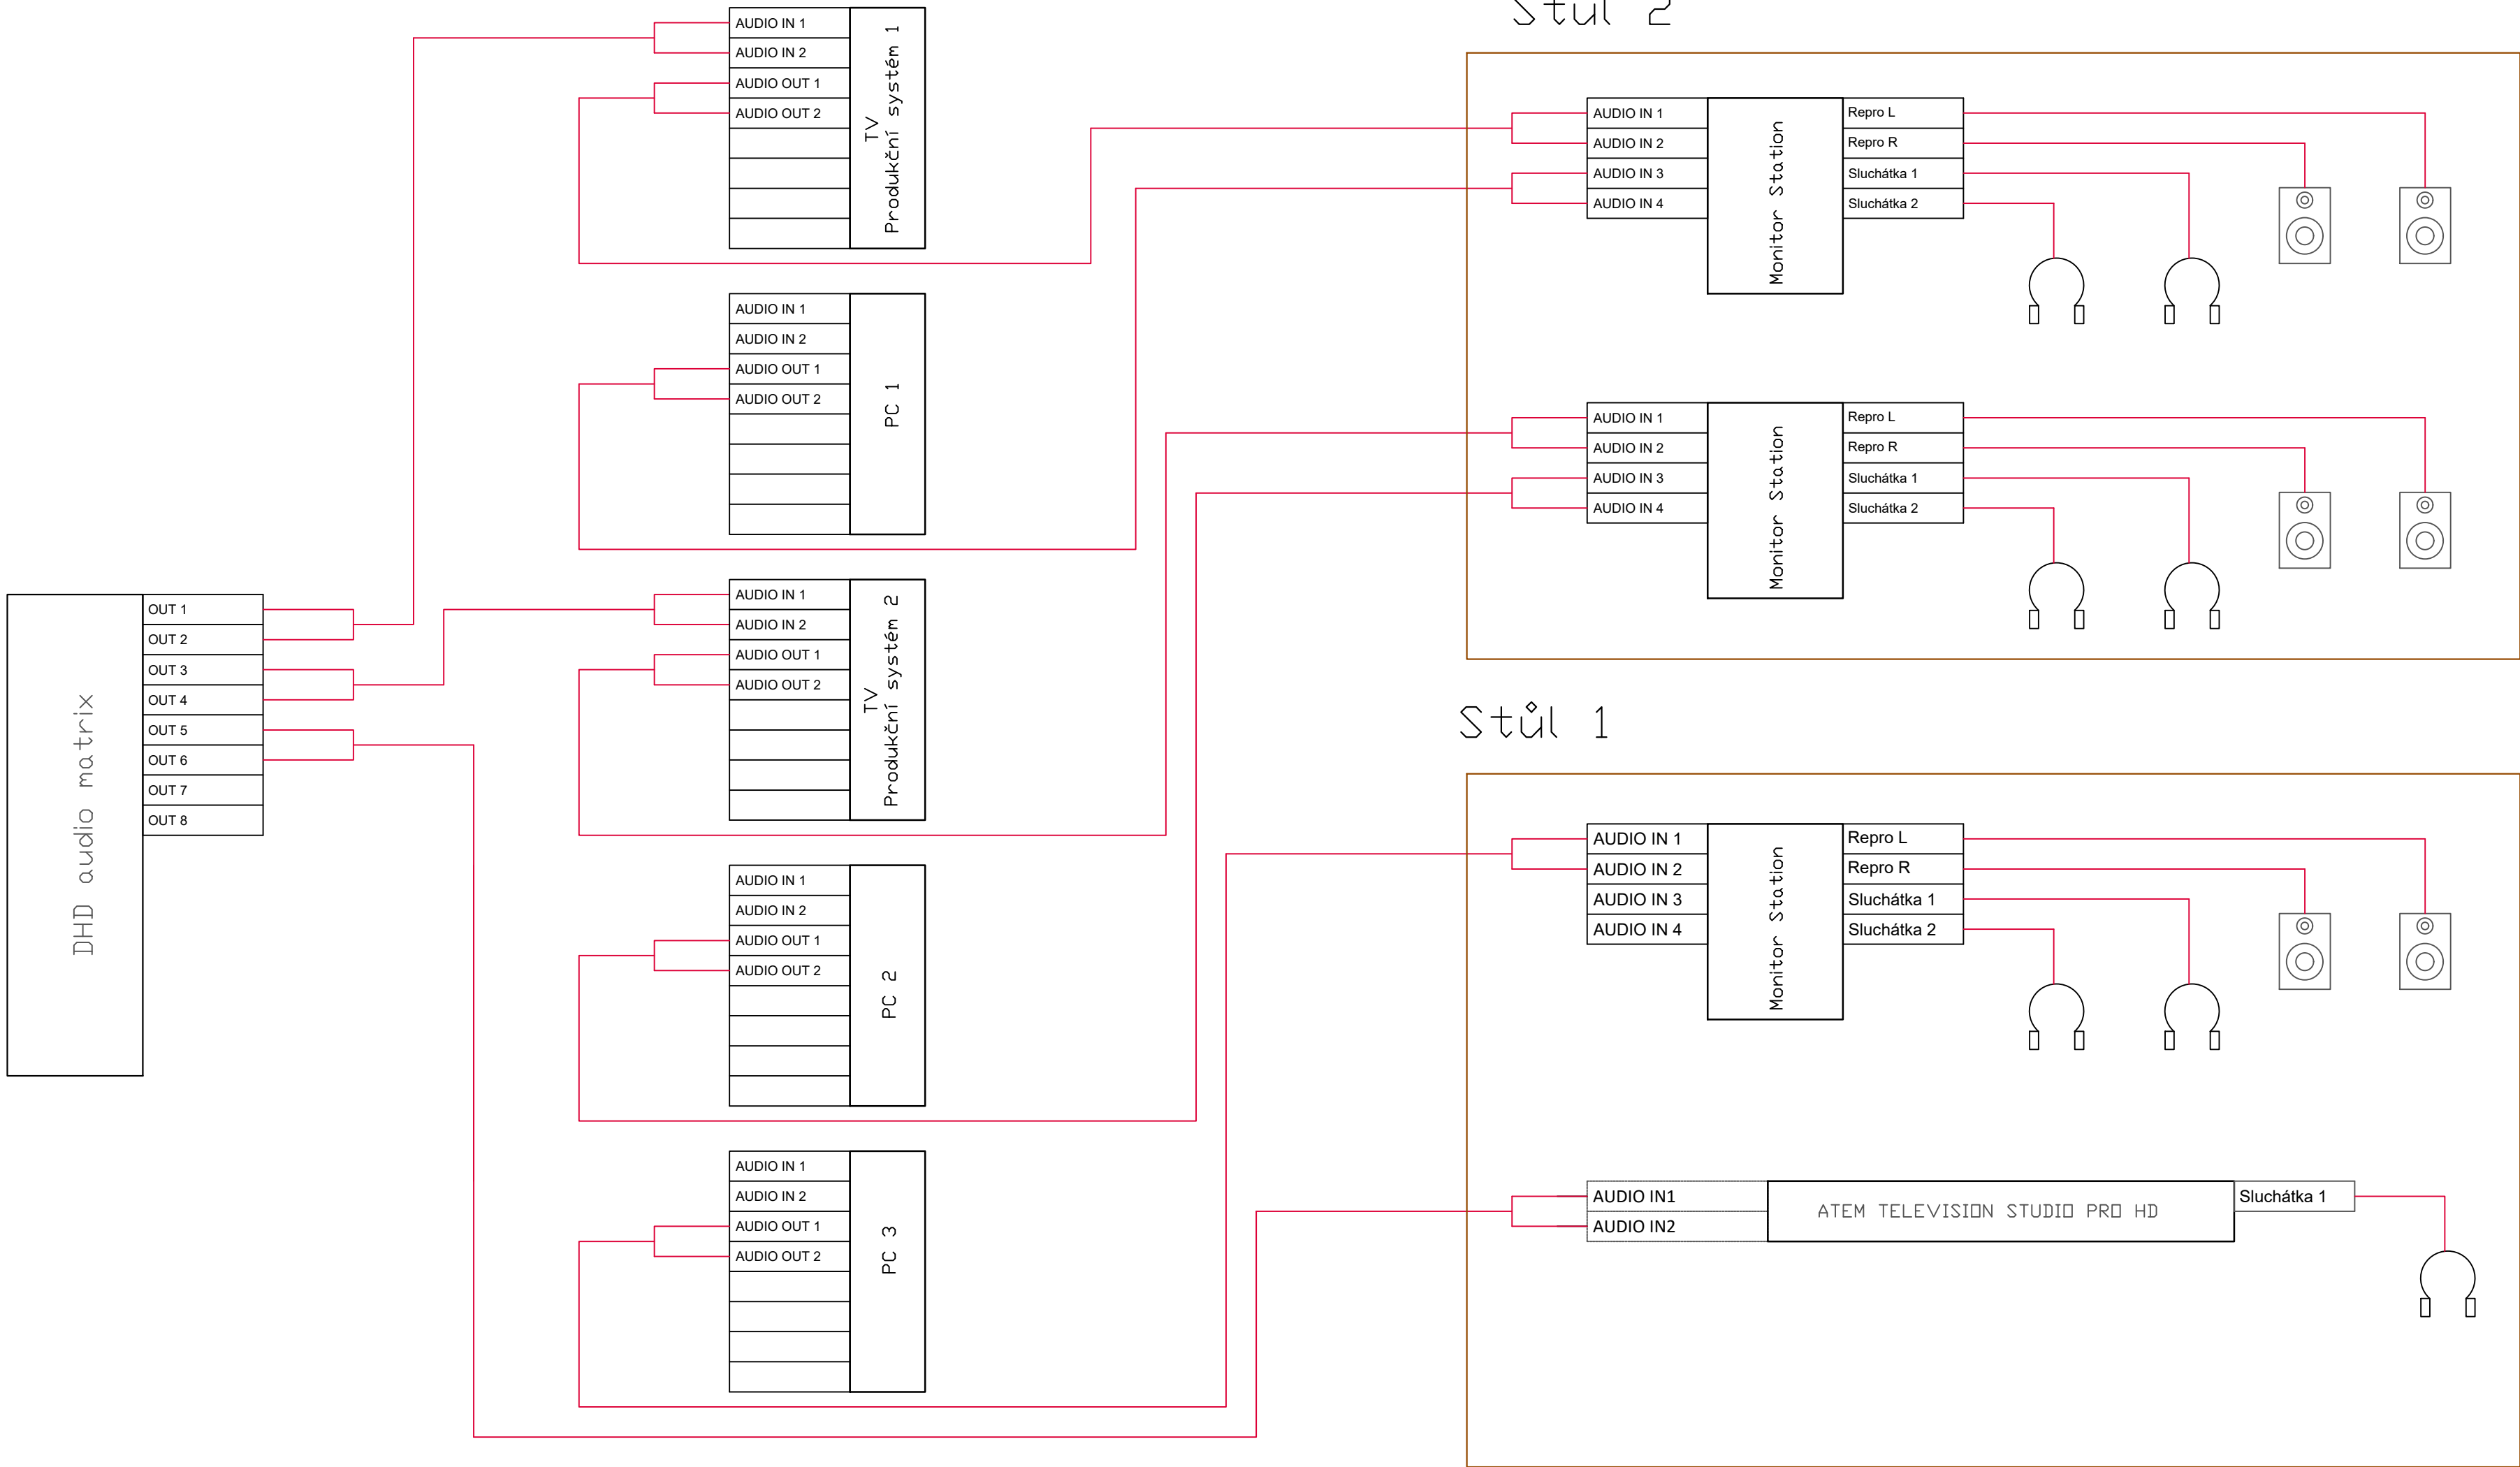 Stůl 2
AUDIO IN 1
AUDIO IN 2
AUDIO OUT 1
AUDIO OUT 2
TV
Produkční systém 1
AUDIO IN 1
AUDIO IN 2
AUDIO OUT 1
AUDIO OUT 2
PC 1
AUDIO IN 1
AUDIO IN 2
AUDIO OUT 1
AUDIO OUT 2
TV
Produkční systém 2
AUDIO IN 1
AUDIO IN 2
AUDIO OUT 1
AUDIO OUT 2
PC 2
AUDIO IN 1
AUDIO IN 2
AUDIO OUT 1
AUDIO OUT 2
PC 3
DHD audio matrix
OUT 1
OUT 2
OUT 3
OUT 4
OUT 5
OUT 6
OUT 7
OUT 8
AUDIO IN 1
AUDIO IN 2
AUDIO IN 3
AUDIO IN 4
Monitor Station
Repro L
Repro R
Sluchátka 1
Sluchátka 2
AUDIO IN 1
AUDIO IN 2
AUDIO IN 3
AUDIO IN 4
Monitor Station
Repro L
Repro R
Sluchátka 1
Sluchátka 2
Stůl 1
AUDIO IN 1
AUDIO IN 2
AUDIO IN 3
AUDIO IN 4
Monitor Station
Repro L
Repro R
Sluchátka 1
Sluchátka 2
AUDIO IN1
AUDIO IN2
ATEM TELEVISION STUDIO PRO HD
Sluchátka 1